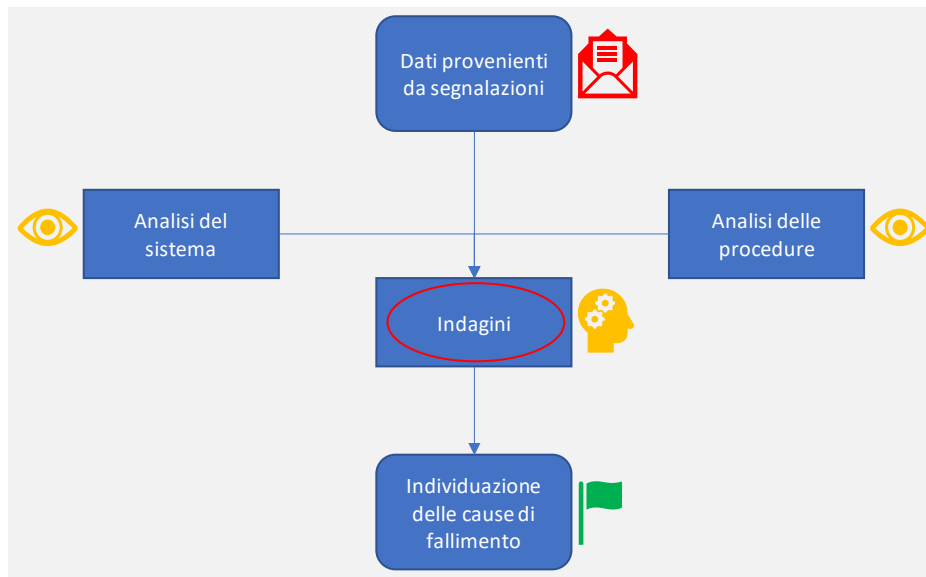 Dati provenienti
da segnalazioni
Analisi del
sistema
Analisi delle
procedure
Indagini
Individuazione
delle cause di
fallimento